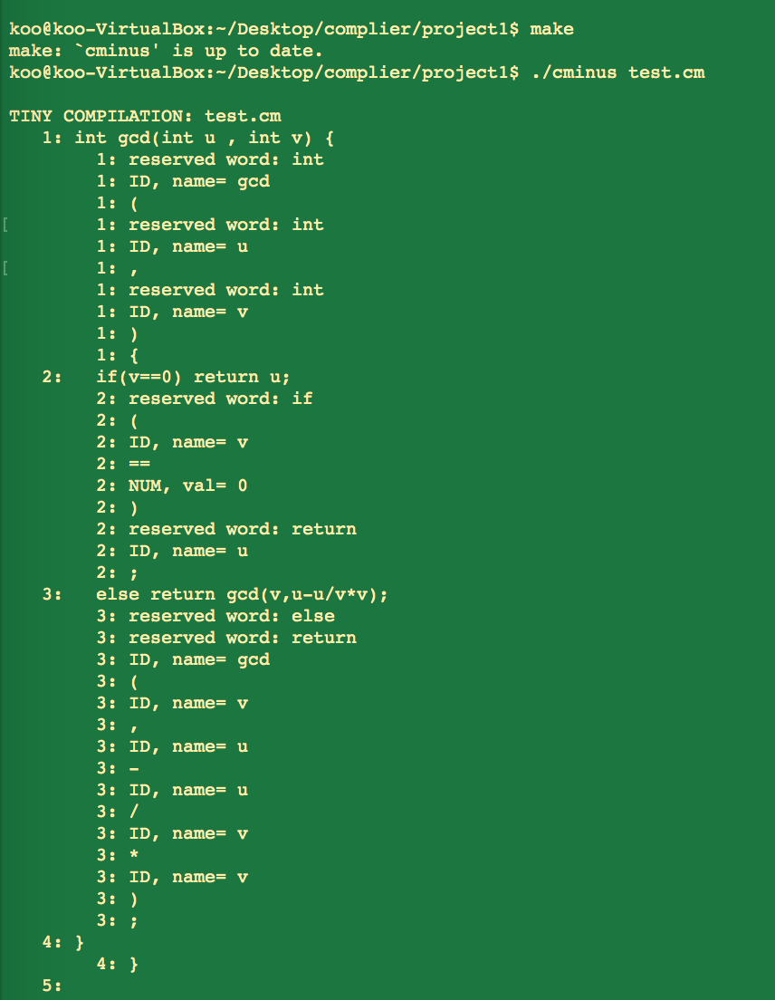 koo@koo-VirtualBox:~/Desktop/complier/project1$ make
make: `cminus' is up to date.
koo@koo-VirtualBox:~/Desktop/complier/project1$ ./cminus test.cm

TINY COMPILATION: test.cm
   1: int gcd(int u , int v) {
        1: reserved word: int
        1: ID, name= gcd
        1: (
        1: reserved word: int
        1: ID, name= u
        1: ,
        1: reserved word: int
        1: ID, name= v
        1: )
        1: {
   2:   if(v==0) return u;
        2: reserved word: if
        2: (
        2: ID, name= v
        2: ==
        2: NUM, val= 0
        2: )
        2: reserved word: return
        2: ID, name= u
        2: ;
   3:   else return gcd(v,u-u/v*v);
        3: reserved word: else
        3: reserved word: return
        3: ID, name= gcd
        3: (
        3: ID, name= v
        3: ,
        3: ID, name= u
        3: -
        3: ID, name= u
        3: /
        3: ID, name= v
        3: *
        3: ID, name= v
        3: )
        3: ;
   4: }
        4: }
   5: